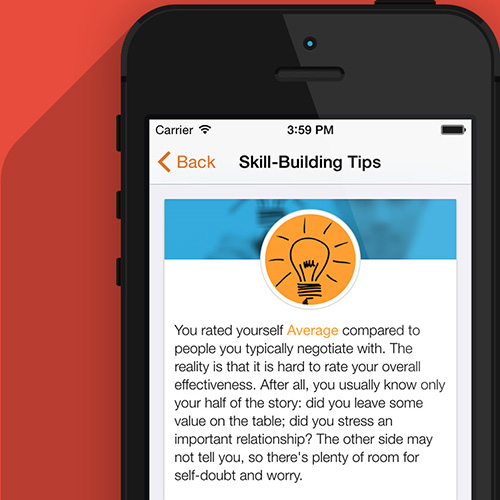 Carrier 3:59 PM
Back Skill-Building Tips
You rated yourself Average compared to
people you typically negotiate with. The
reality is that it is hard to rate your overall
effectiveness. After all, you usually know only
your half of the story: did you leave some
value on the table; did you stress an
important relationship? The other side may
not tell you, so there's plenty of room for
self-doubt and worry.